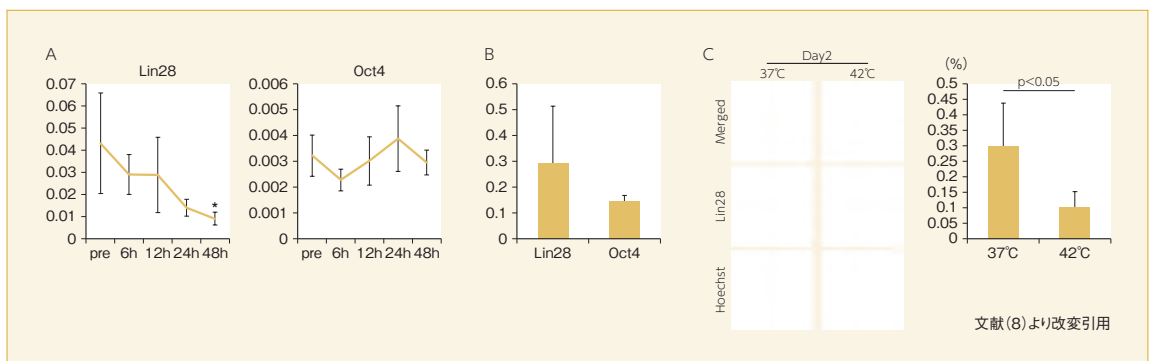 A
Lin28
0.07
0.06
0.05
0.04
0.03
0.02
0.01
0
*
pre 6h 12h 24h 48h
Oct4
0.006
0.005
0.004
0.003
0.002
0.001
0
pre 6h 12h 24h 48h
B
0.6
0.5
0.4
0.3
0.2
0.1
0
Lin28 Oct4
C
Day2
37℃ 42℃
Merged
Lin28
Hoechst
(%)
0.5
0.45
0.4
0.35
0.3
0.25
0.2
0.15
0.1
0.05
0
p<0.05
37℃ 42℃
文献(8)より改変引用